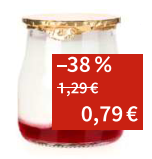 –38 %
1,29 €
0,79 €